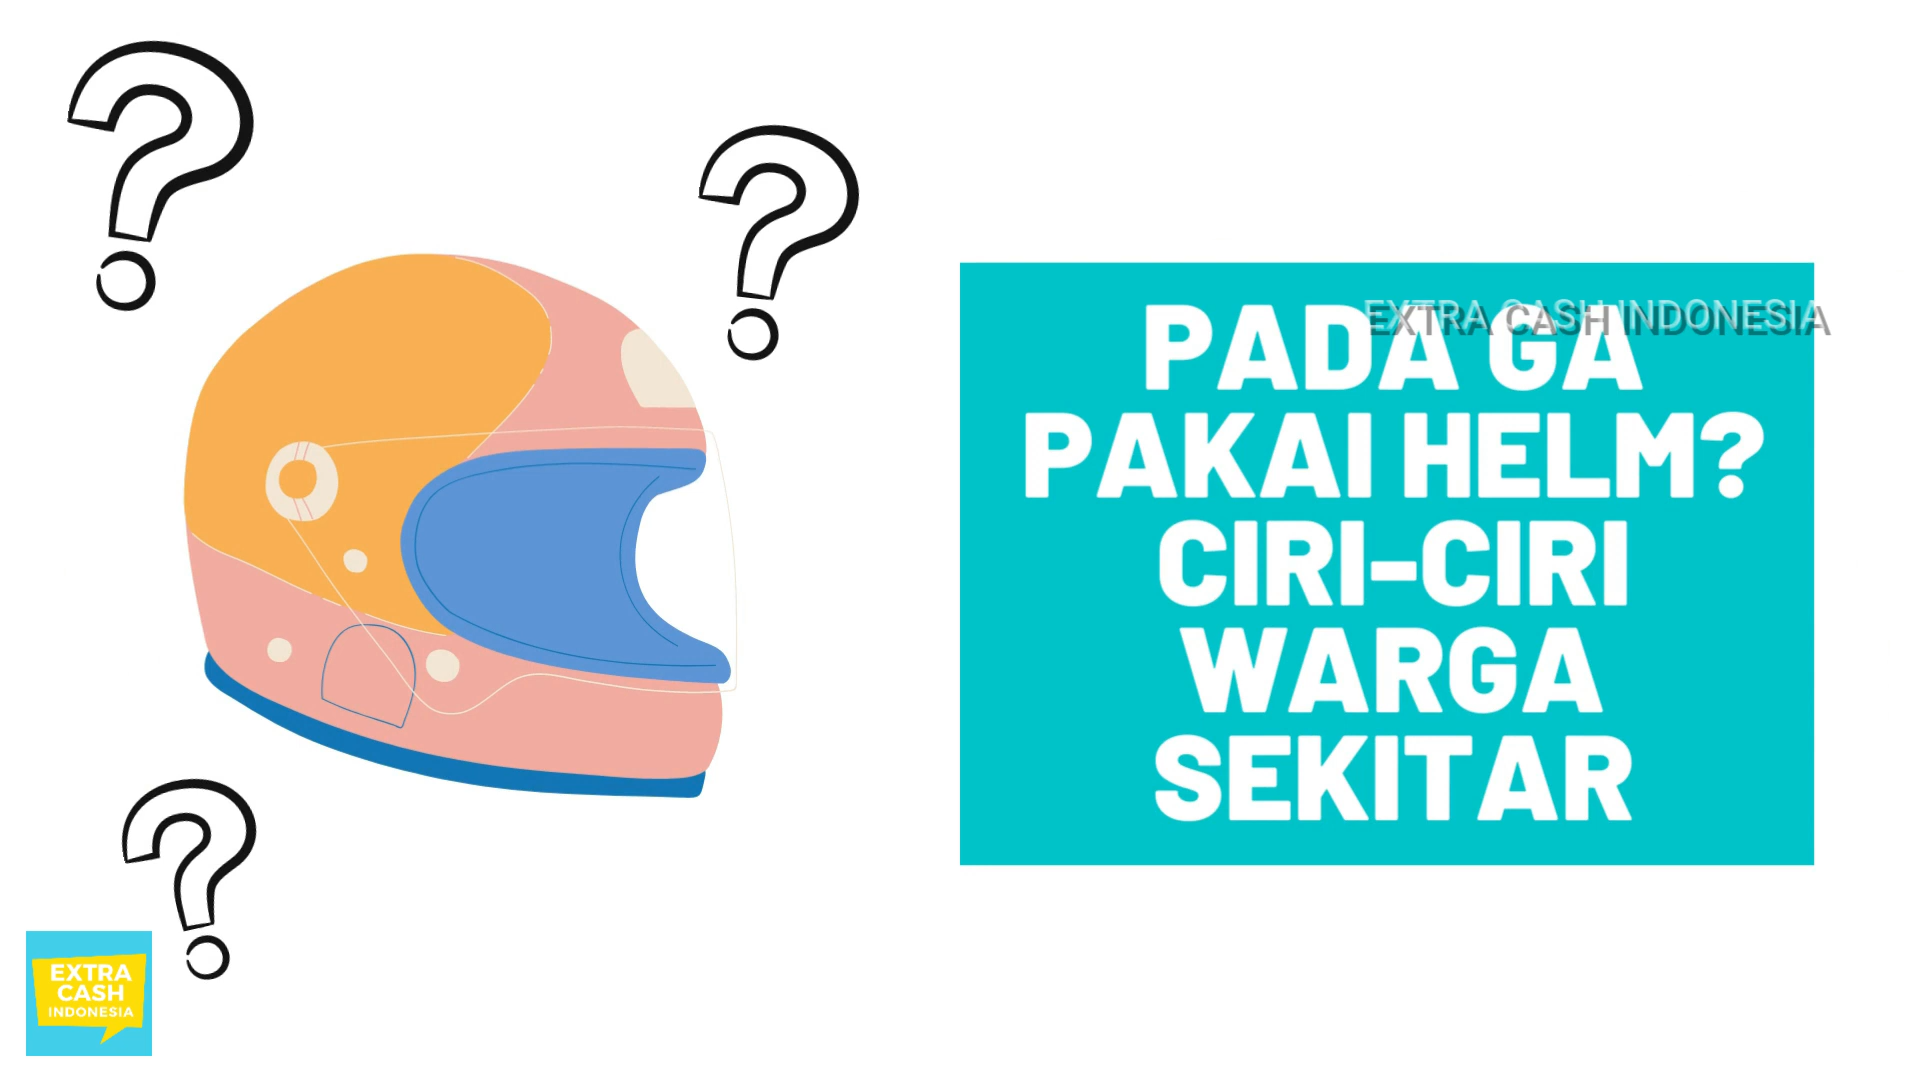 EXTRA CASH INDONESIA
PADA GA
PAKAI HELM?
CIRI-CIRI
WARGA
SEKITAR
EXTRA
CASH
INDONESIA